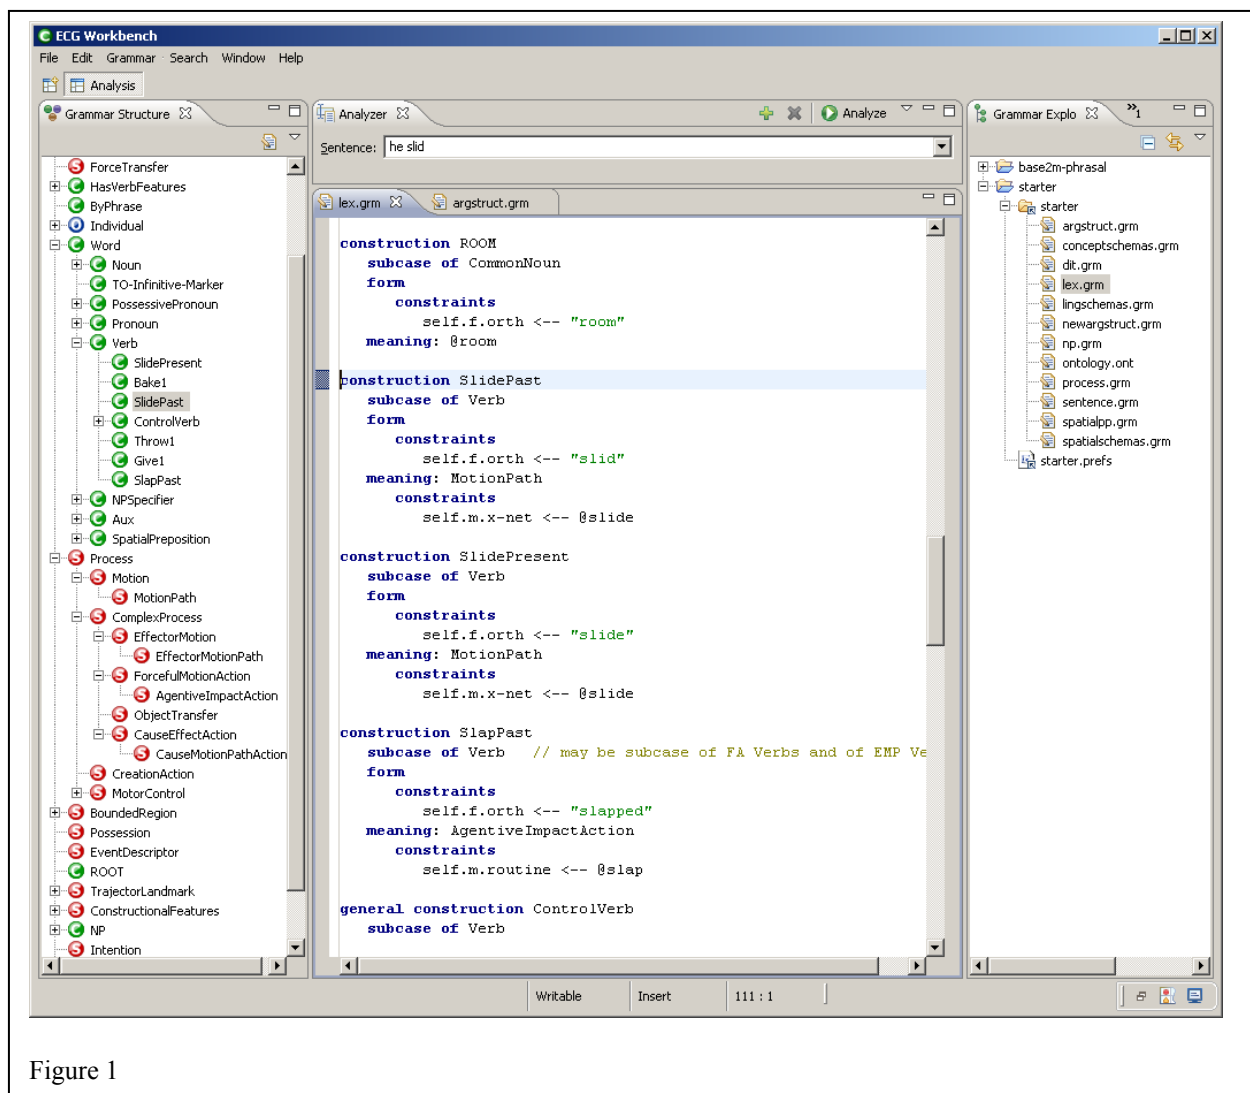 ECG Workbench
File Edit Grammar Search Window Help
Analysis
Grammar Structure
ForceTransfer
HasVerbFeatures
ByPhrase
Individual
Word
Noun
TO-Infinitive-Marker
PossessivePronoun
Pronoun
Verb
SlidePresent
Bake1
SlidePast
ControlVerb
Throw1
Give1
SlapPast
NPSpecifier
Aux
SpatialPreposition
Process
Motion
MotionPath
ComplexProcess
EffectorMotion
EffectorMotionPath
ForcefulMotionAction
AgentiveImpactAction
ObjectTransfer
CauseEffectAction
CauseMotionPathAction
CreationAction
MotorControl
BoundedRegion
Possession
EventDescriptor
ROOT
TrajectorLandmark
ConstructionalFeatures
NP
Intention
Analyzer
Analyze
Sentence: he slid
lex.grm argstruct.grm
construction ROOM
subcase of CommonNoun
form
constraints
self.f.orth <-- "room"
meaning: @room
construction SlidePast
subcase of Verb
form
constraints
self.f.orth <-- "slid"
meaning: MotionPath
constraints
self.m.x-net <-- @slide
construction SlidePresent
subcase of Verb
form
constraints
self.f.orth <-- "slide"
meaning: MotionPath
constraints
self.m.x-net <-- @slide
construction SlapPast
subcase of Verb // may be subcase of FA Verbs and of EMP Ve
form
constraints
self.f.orth <-- "slapped"
meaning: AgentiveImpactAction
constraints
self.m.routine <-- @slap
general construction ControlVerb
subcase of Verb
Grammar Explo
»1
base2m-phrasal
starter
starter
argstruct.grm
conceptschemas.grm
dit.grm
lex.grm
lingschemas.grm
newargstruct.grm
np.grm
ontology.ont
process.grm
sentence.grm
spatialpp.grm
spatialschemas.grm
starter.prefs
Writable Insert 111 : 1
Figure 1